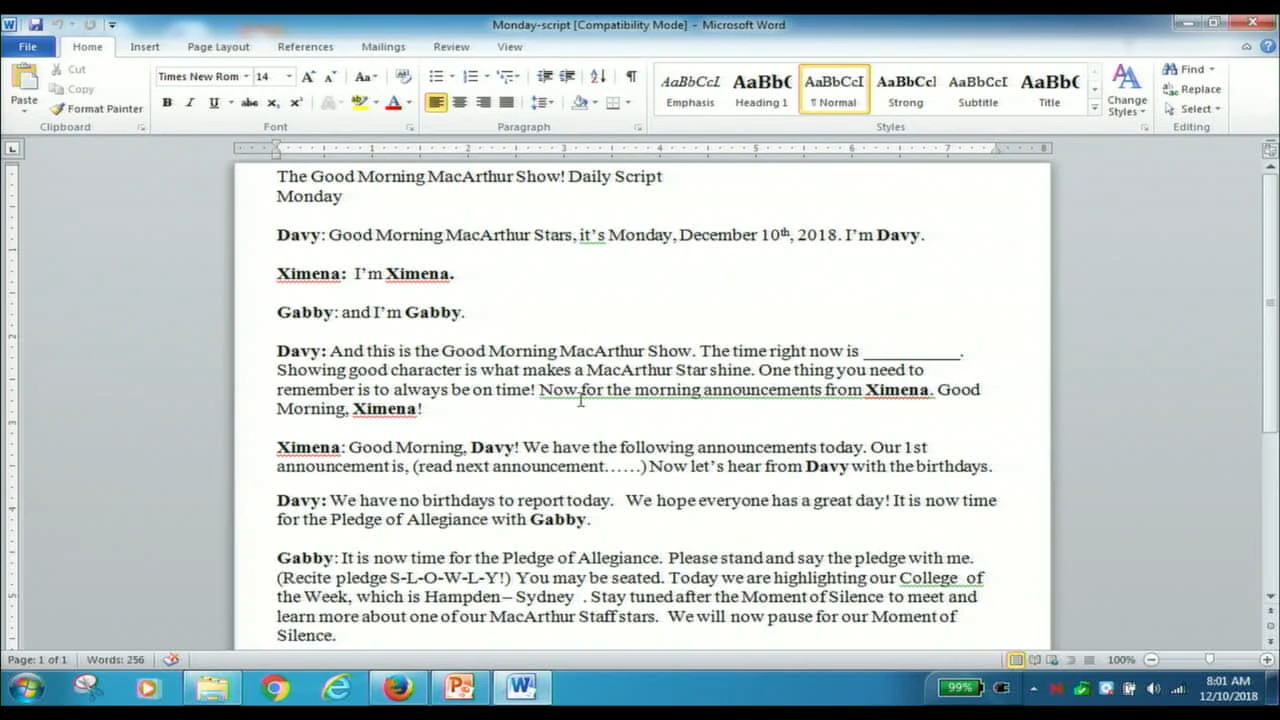 Monday-script [Compatibility Mode] - Microsoft Word
File Home Insert Page Layout References Mailings Review View
Paste
Cut
Copy
Format Painter
Clipboard
Times New Rom 14
Font
Paragraph
AaBbCcI AaBb( AaBbCcI AaBbCcl AaBbCcI AaBb(
Emphasis Heading 1 ¶ Normal Strong Subtitle Title
Change Styles
Styles
Find
Replace
Select
Editing
1 2 3 4 5 6 7 8
The Good Morning MacArthur Show! Daily Script
Monday
Davy: Good Morning MacArthur Stars, it's Monday, December 10th, 2018. I'm Davy.
Ximena: I'm Ximena.
Gabby: and I'm Gabby.
Davy: And this is the Good Morning MacArthur Show. The time right now is ___________.
Showing good character is what makes a MacArthur Star shine. One thing you need to
remember is to always be on time! Now for the morning announcements from Ximena. Good
Morning, Ximena!
Ximena: Good Morning, Davy! We have the following announcements today. Our 1st
announcement is, (read next announcement……) Now let's hear from Davy with the birthdays.
Davy: We have no birthdays to report today. We hope everyone has a great day! It is now time
for the Pledge of Allegiance with Gabby.
Gabby: It is now time for the Pledge of Allegiance. Please stand and say the pledge with me.
(Recite pledge S-L-O-W-L-Y!) You may be seated. Today we are highlighting our College of
the Week, which is Hampden– Sydney . Stay tuned after the Moment of Silence to meet and
learn more about one of our MacArthur Staff stars. We will now pause for our Moment of
Silence.
Page: 1 of 1 Words: 256 100%
99% 8:01 AM
12/10/2018